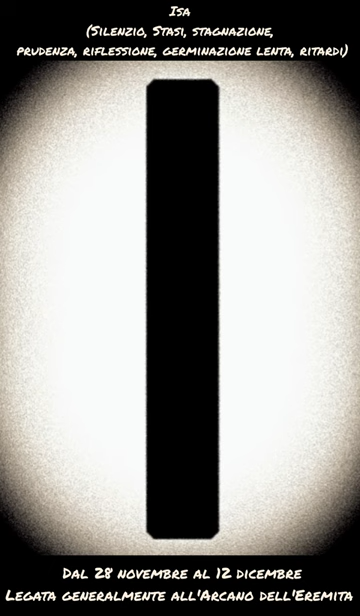 Isa
(Silenzio, Stasi, stagnazione,
prudenza, riflessione, germinazione lenta, ritardi)
Dal 28 novembre al 12 dicembre
Legata generalmente all'Arcano dell'Eremita